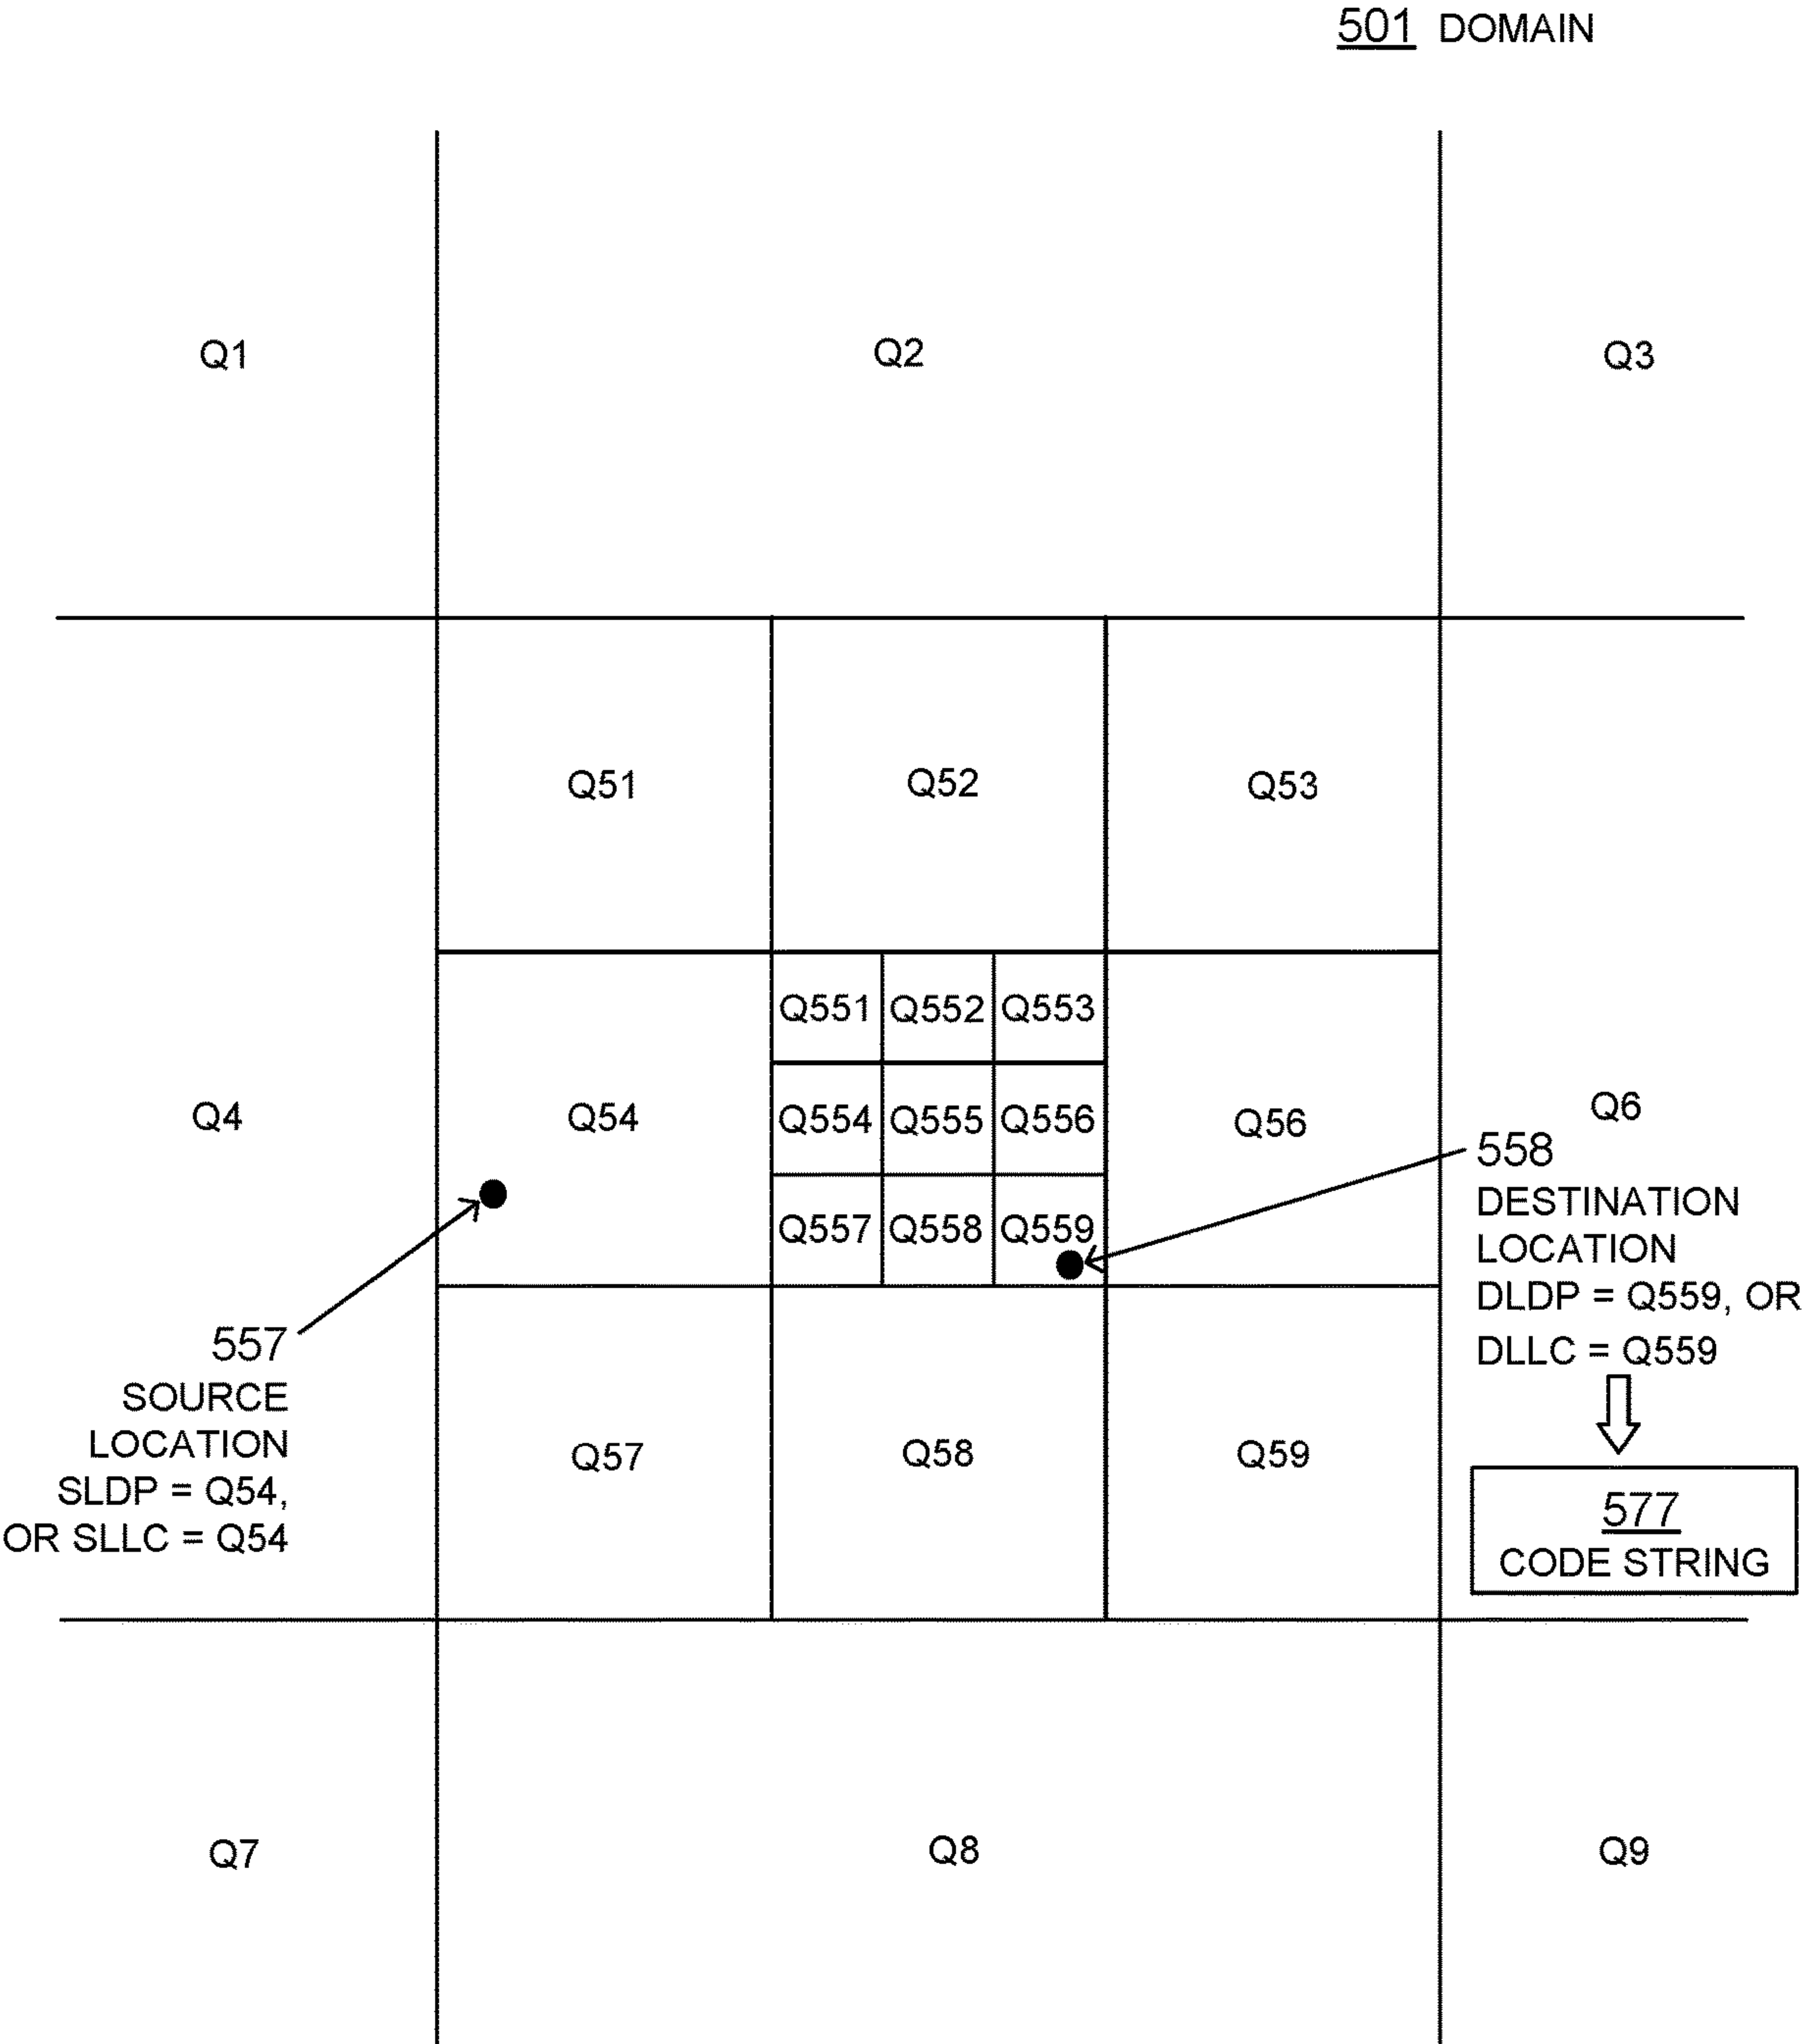 501 DOMAIN
Q1 Q2 Q3
Q51 Q52 Q53
Q551 Q552 Q553
Q4 Q54 Q554 Q555 Q556 Q56 Q6
Q557 Q558 Q559
558
DESTINATION
LOCATION
DLDP = Q559, OR
DLLC = Q559
557
SOURCE
LOCATION
SLDP = Q54,
OR SLLC = Q54
Q57 Q58 Q59
577
CODE STRING
Q7 Q8 Q9